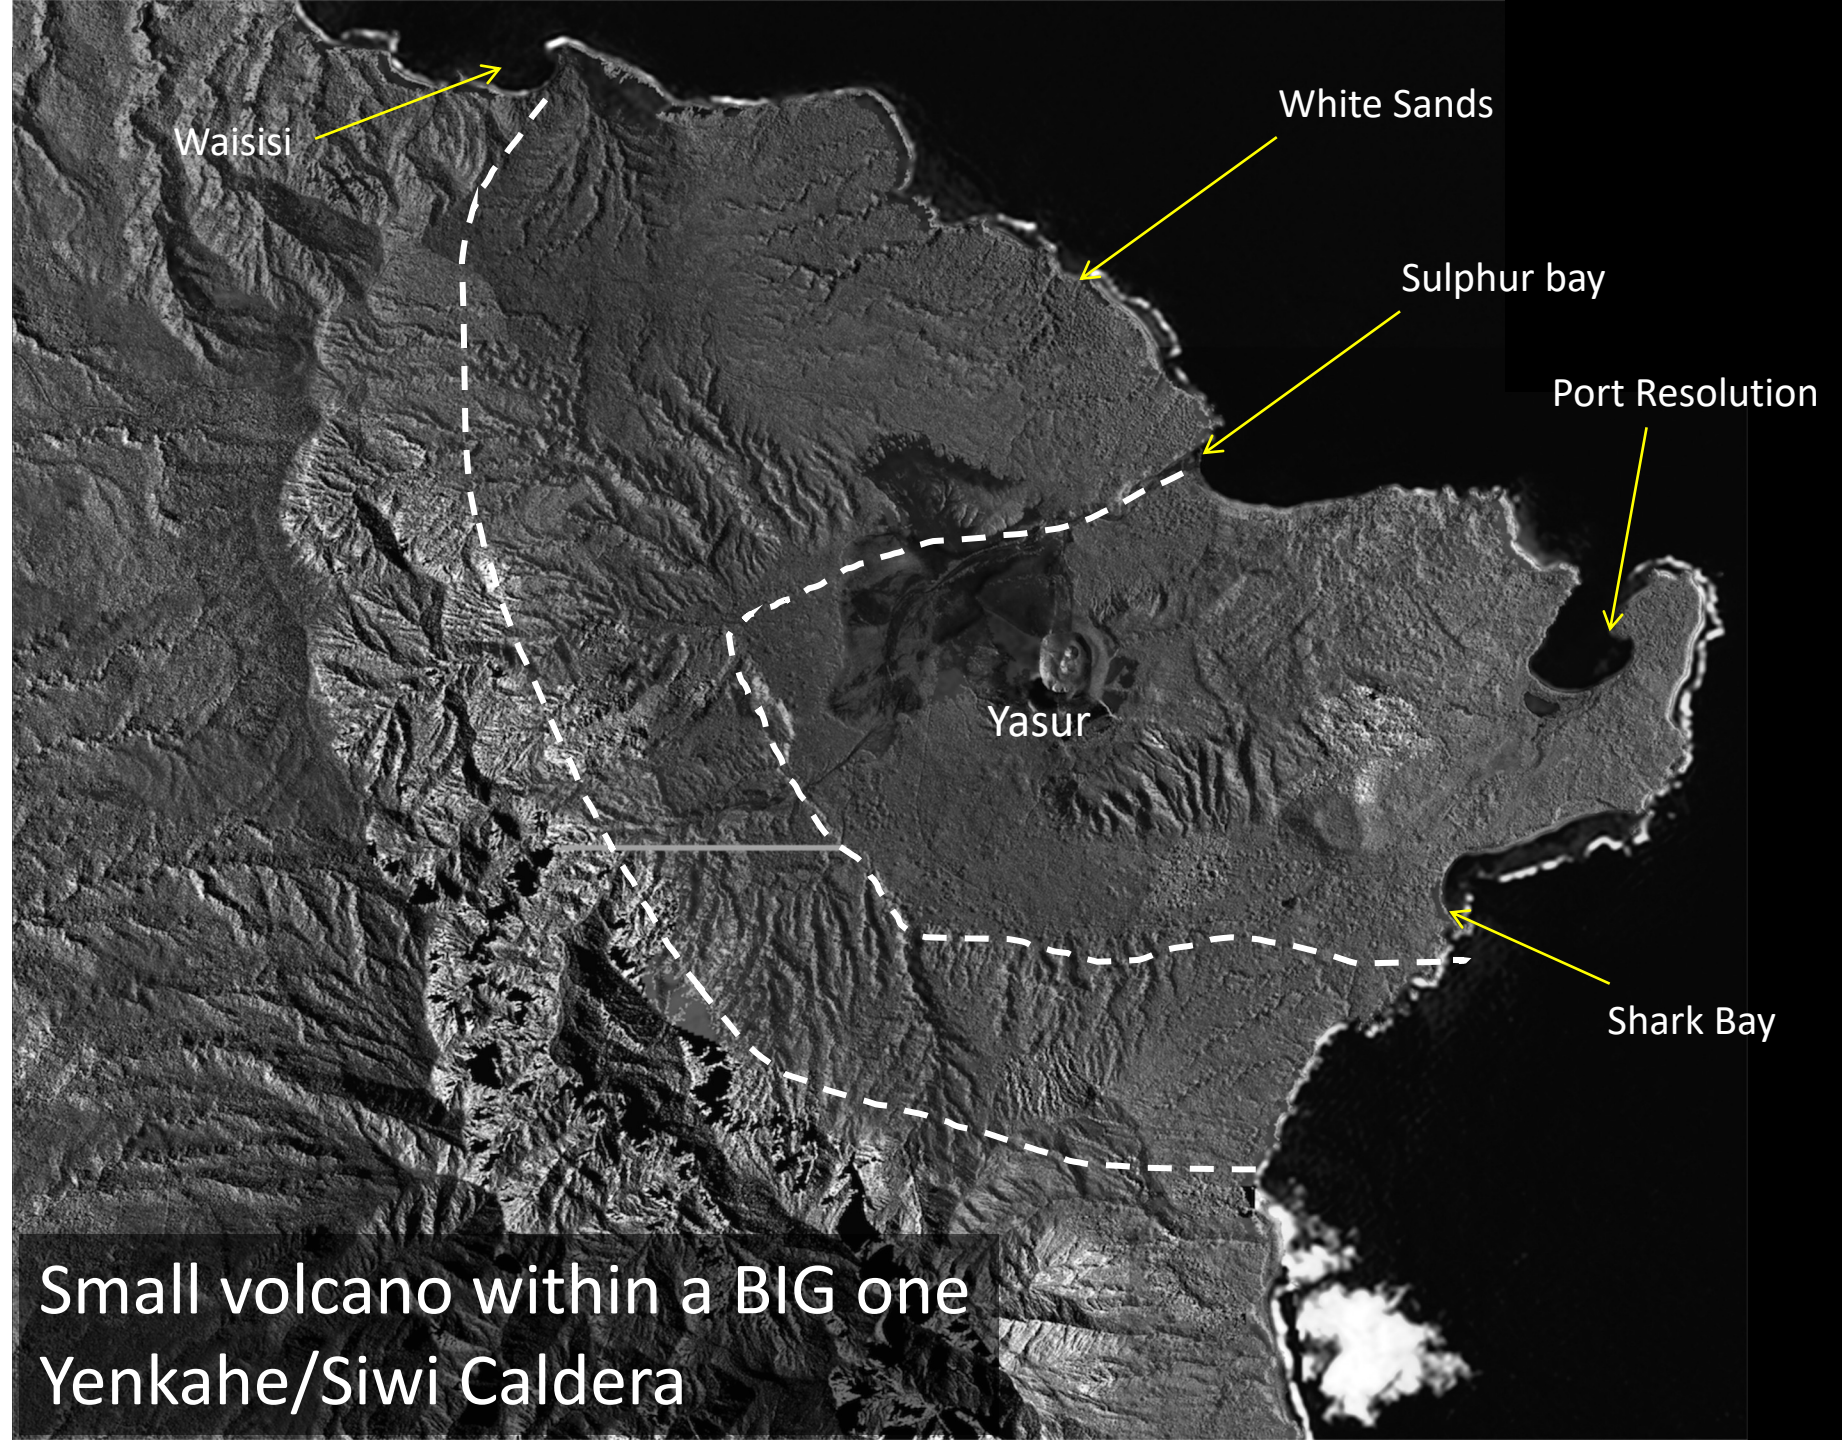 White Sands
Waisisi
Sulphur bay
Port Resolution
Yasur
Shark Bay
Small volcano within a BIG one
Yenkahe/Siwi Caldera